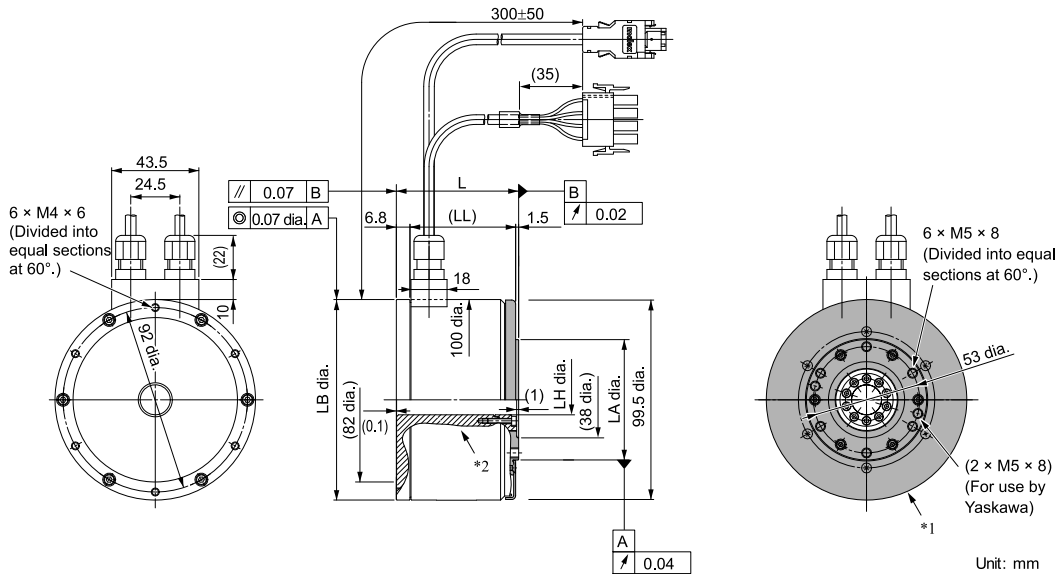 300±50
(35)
43.5
24.5
6 × M4 × 6
(Divided into
equal sections
at 60°.)
(22)
10
92 dia.
// 0.07 B
◎ 0.07 dia. A
L
B
↗ 0.02
6.8
(LL)
1.5
18
100 dia.
LB dia.
(82 dia.)
(0.1)
(1)
LH dia.
(38 dia.)
LA dia.
99.5 dia.
*2
A
↗ 0.04
6 × M5 × 8
(Divided into equal
sections at 60°.)
53 dia.
(2 × M5 × 8)
(For use by
Yaskawa)
*1
Unit: mm